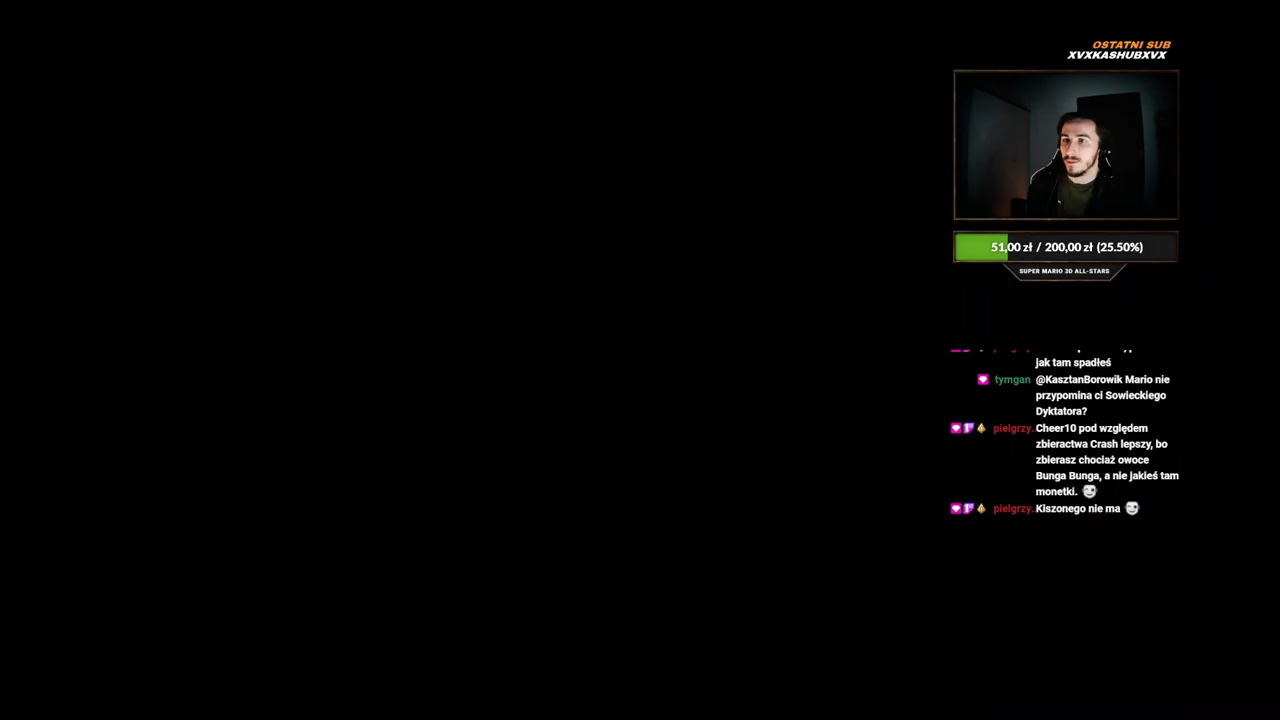 OSTATNI SUB
XVXKASHUBXVX
51,00 zł / 200,00 zł (25.50%)
SUPER MARIO 3D ALL-STARS
jak tam spadłeś
tymgan @KasztanBorowik Mario nie
przypomina ci Sowieckiego
Dyktatora?
pielgrzy.. Cheer10 pod względem
zbieractwa Crash lepszy, bo
zbierasz chociaż owoce
Bunga Bunga, a nie jakieś tam
monetki.
pielgrzy.. Kiszonego nie ma